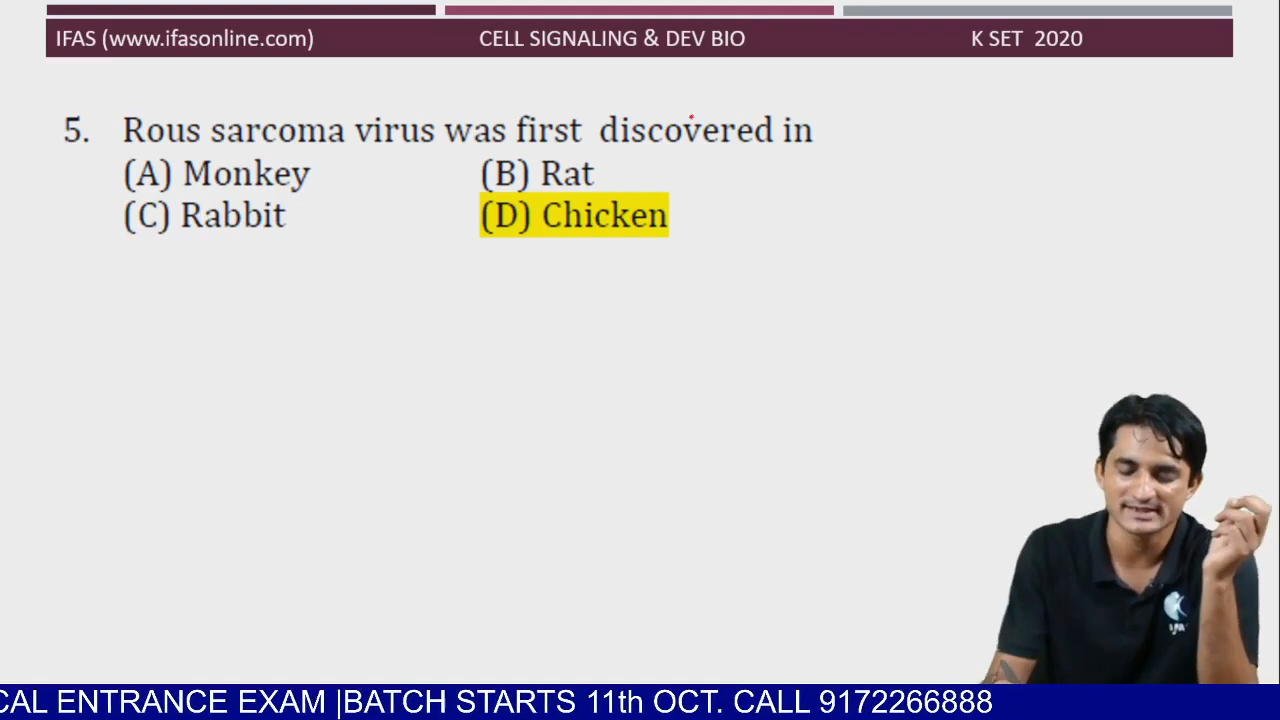 IFAS (www.ifasonline.com) CELL SIGNALING & DEV BIO K SET 2020
5. Rous sarcoma virus was first discovered in
(A) Monkey (B) Rat
(C) Rabbit (D) Chicken
CAL ENTRANCE EXAM |BATCH STARTS 11th OCT. CALL 9172266888